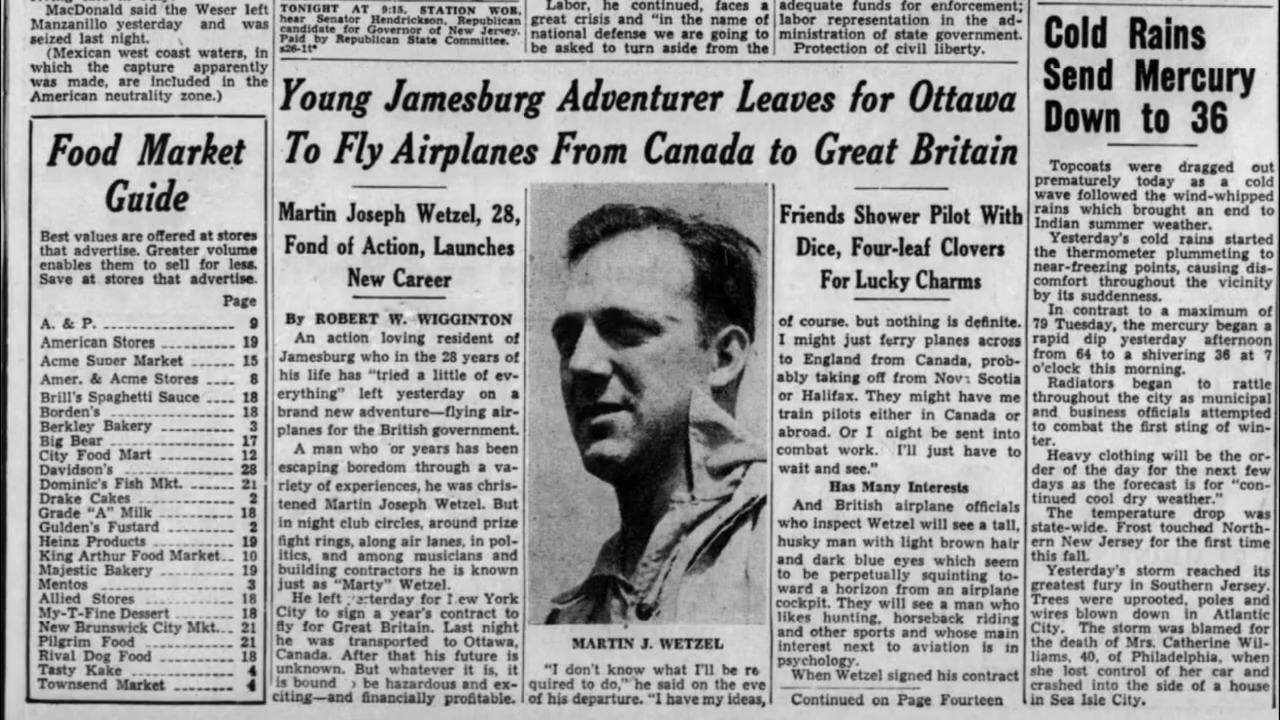 MacDonald said the Weser left
Manzanillo yesterday and was
seized last night.
(Mexican west coast waters, in
which the capture apparently
was made, are included in the
American neutrality zone.)
Food Market
Guide
Best values are offered at stores
that advertise. Greater volume
enables them to sell for less.
Save at stores that advertise.
Page
A. & P. 9
American Stores 19
Acme Super Market 15
Amer. & Acme Stores 8
Brill's Spaghetti Sauce 18
Borden's 18
Berkley Bakery 3
Big Bear 17
City Food Mart 12
Davidson's 28
Dominic's Fish Mkt. 21
Drake Cakes 2
Grade "A" Milk 18
Gulden's Fustard 2
Heinz Products 19
King Arthur Food Market 10
Majestic Bakery 19
Mentos 3
Allied Stores 18
My-T-Fine Dessert 18
New Brunswick City Mkt. 21
Pilgrim Food 21
Rival Dog Food 18
Tasty Kake 4
Townsend Market 4
TONIGHT AT 9:15, STATION WOR,
hear Senator Hendrickson, Republican
candidate for Governor of New Jersey.
Paid by Republican State Committee.
s26-1t*
Labor, he continued, faces a
great crisis and "in the name of
national defense we are going to
be asked to turn aside from the
adequate funds for enforcement;
labor representation in the ad-
ministration of state government.
Protection of civil liberty.
Young Jamesburg Adventurer Leaves for Ottawa
To Fly Airplanes From Canada to Great Britain
Martin Joseph Wetzel, 28,
Fond of Action, Launches
New Career
By ROBERT W. WIGGINTON
An action loving resident of
Jamesburg who in the 28 years of
his life has "tried a little of ev-
erything" left yesterday on a
brand new adventure—flying air-
planes for the British government.
A man who or years has been
escaping boredom through a va-
riety of experiences, he was chris-
tened Martin Joseph Wetzel. But
in night club circles, around prize
fight rings, along air lanes, in pol-
itics, and among musicians and
building contractors he is known
just as "Marty" Wetzel.
He left terday for ew York
City to sign a year's contract to
fly for Great Britain. Last night
he was transported to Ottawa,
Canada. After that his future is
unknown. But whatever it is, it
is bound o be hazardous and ex-
citing—and financially profitable.
MARTIN J. WETZEL
"I don't know what I'll be re
quired to do," he said on the eve
of his departure. "I have my ideas,
Friends Shower Pilot With
Dice, Four-leaf Clovers
For Lucky Charms
of course. but nothing is definite.
I might just ferry planes across
to England from Canada, prob-
ably taking off from Nova Scotia
or Halifax. They might have me
train pilots either in Canada or
abroad. Or I night be sent into
combat work. I'll just have to
wait and see."
Has Many Interests
And British airplane officials
who inspect Wetzel will see a tall,
husky man with light brown hair
and dark blue eyes which seem
to be perpetually squinting to-
ward a horizon from an airplane
cockpit. They will see a man who
likes hunting, horseback riding
and other sports and whose main
interest next to aviation is in
psychology.
When Wetzel signed his contract
Continued on Page Fourteen
Cold Rains
Send Mercury
Down to 36
Topcoats were dragged out
prematurely today as a cold
wave followed the wind-whipped
rains which brought an end to
Indian summer weather.
Yesterday's cold rains started
the thermometer plummeting to
near-freezing points, causing dis-
comfort throughout the vicinity
by its suddenness.
In contrast to a maximum of
79 Tuesday, the mercury began a
rapid dip yesterday afternoon
from 64 to a shivering 36 at 7
o'clock this morning.
Radiators began to rattle
throughout the city as municipal
and business officials attempted
to combat the first sting of win-
ter.
Heavy clothing will be the or-
der of the day for the next few
days as the forecast is for "con-
tinued cool dry weather."
The temperature drop was
state-wide. Frost touched North-
ern New Jersey for the first time
this fall.
Yesterday's storm reached its
greatest fury in Southern Jersey.
Trees were uprooted, poles and
wires blown down in Atlantic
City. The storm was blamed for
the death of Mrs. Catherine Wil-
liams, 40, of Philadelphia, when
she lost control of her car and
crashed into the side of a house
in Sea Isle City.